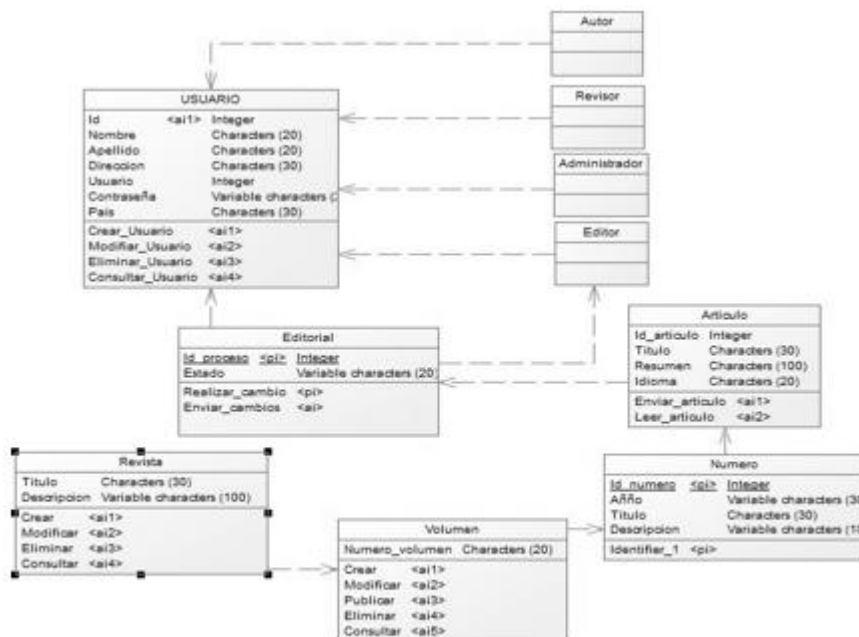 Autor
Revisor
Administrador
Editor
USUARIO
Id <ai1> Integer
Nombre Characters (20)
Apellido Characters (20)
Direccion Characters (30)
Usuario Integer
Contraseña Variable characters (
Pais Characters (30)
Crear_Usuario <ai1>
Modifiar_Usuario <ai2>
Eliminar_Usuario <ai3>
Consultar_Usuario <ai4>
Editorial
Id_proceso <pi> Integer
Estado Variable characters (20)
Realizar_cambio <pi>
Enviar_cambios <ai>
Articulo
Id_articulo Integer
Titulo Characters (30)
Resumen Characters (100)
Idioma Characters (20)
Enviar_articulo <ai1>
Leer_articulo <ai2>
Revista
Titulo Characters (30)
Descripcion Variable characters (100)
Crear <ai1>
Modificar <ai2>
Eliminar <ai3>
Consultar <ai4>
Volumen
Numero_volumen Characters (20)
Crear <ai1>
Modificar <ai2>
Publicar <ai3>
Eliminar <ai4>
Consultar <ai5>
Numero
Id_numero <pi> Integer
Añño Variable characters (
Titulo Characters (30)
Descripcion Variable characters (
Identifier_1 <pi>